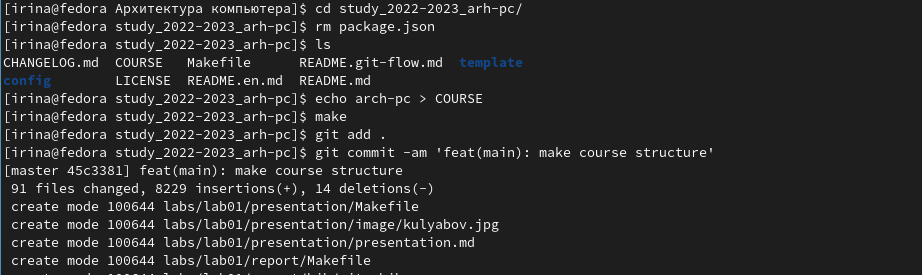 [irina@fedora Архитектура компьютера]$ cd study_2022-2023_arh-pc/
[irina@fedora study_2022-2023_arh-pc]$ rm package.json
[irina@fedora study_2022-2023_arh-pc]$ ls
CHANGELOG.md  COURSE   Makefile      README.git-flow.md  template
config        LICENSE  README.en.md  README.md
[irina@fedora study_2022-2023_arh-pc]$ echo arch-pc > COURSE
[irina@fedora study_2022-2023_arh-pc]$ make
[irina@fedora study_2022-2023_arh-pc]$ git add .
[irina@fedora study_2022-2023_arh-pc]$ git commit -am 'feat(main): make course structure'
[master 45c3381] feat(main): make course structure
 91 files changed, 8229 insertions(+), 14 deletions(-)
 create mode 100644 labs/lab01/presentation/Makefile
 create mode 100644 labs/lab01/presentation/image/kulyabov.jpg
 create mode 100644 labs/lab01/presentation/presentation.md
 create mode 100644 labs/lab01/report/Makefile